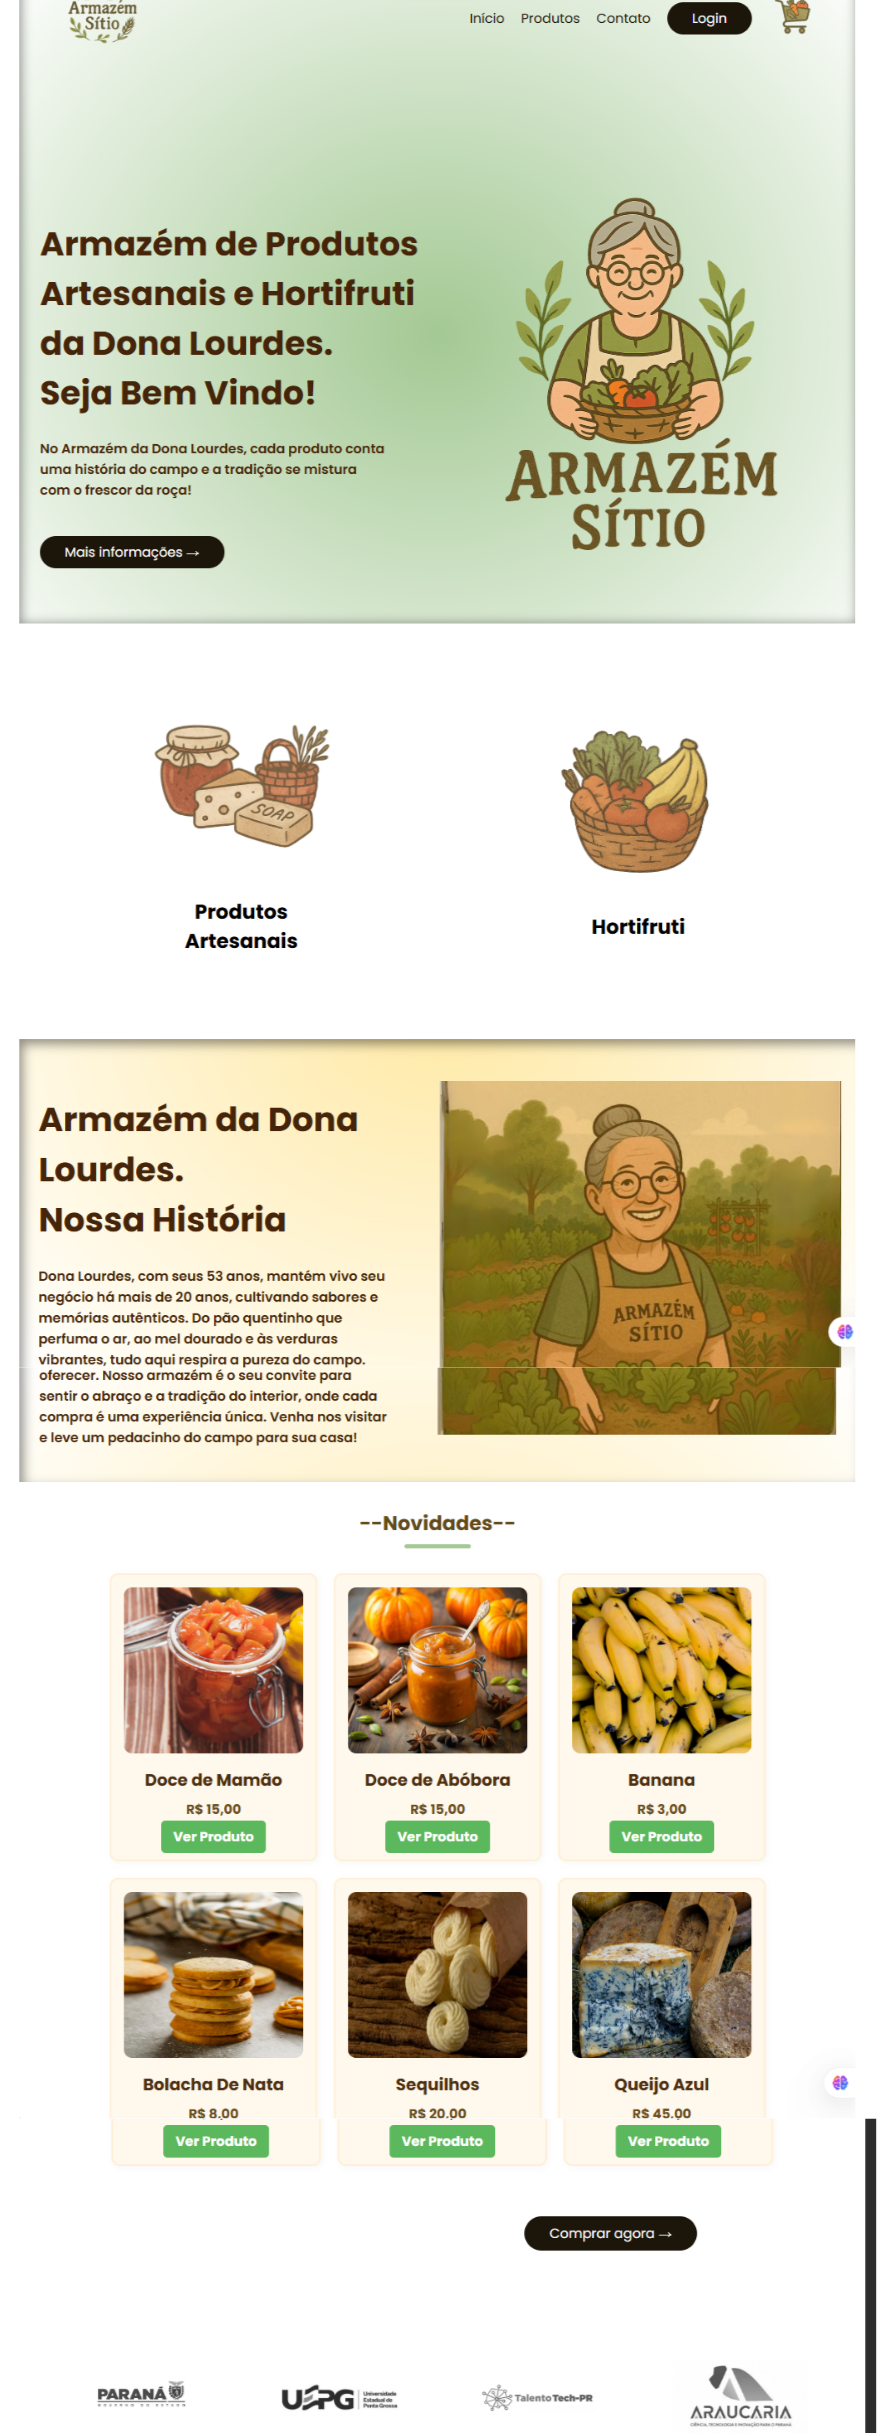 Armazém
Sítio
Início Produtos Contato Login
Armazém de Produtos
Artesanais e Hortifruti
da Dona Lourdes.
Seja Bem Vindo!
No Armazém da Dona Lourdes, cada produto conta
uma história do campo e a tradição se mistura
com o frescor da roça!
Mais informações →
ARMAZÉM
SÍTIO
SOAP
Produtos
Artesanais
Hortifruti
Armazém da Dona
Lourdes.
Nossa História
Dona Lourdes, com seus 53 anos, mantém vivo seu
negócio há mais de 20 anos, cultivando sabores e
memórias autênticos. Do pão quentinho que
perfuma o ar, ao mel dourado e às verduras
vibrantes, tudo aqui respira a pureza do campo.
oferecer. Nosso armazém é o seu convite para
sentir o abraço e a tradição do interior, onde cada
compra é uma experiência única. Venha nos visitar
e leve um pedacinho do campo para sua casa!
ARMAZÉM
SÍTIO
--Novidades--
Doce de Mamão
R$ 15,00
Ver Produto
Doce de Abóbora
R$ 15,00
Ver Produto
Banana
R$ 3,00
Ver Produto
Bolacha De Nata
R$ 8,00
Ver Produto
Sequilhos
R$ 20,00
Ver Produto
Queijo Azul
R$ 45,00
Ver Produto
Comprar agora →
PARANÁ
GOVERNO DO ESTADO
UEPG
Universidade
Estadual de
Ponta Grossa
Talento Tech-PR
ARAUCÁRIA